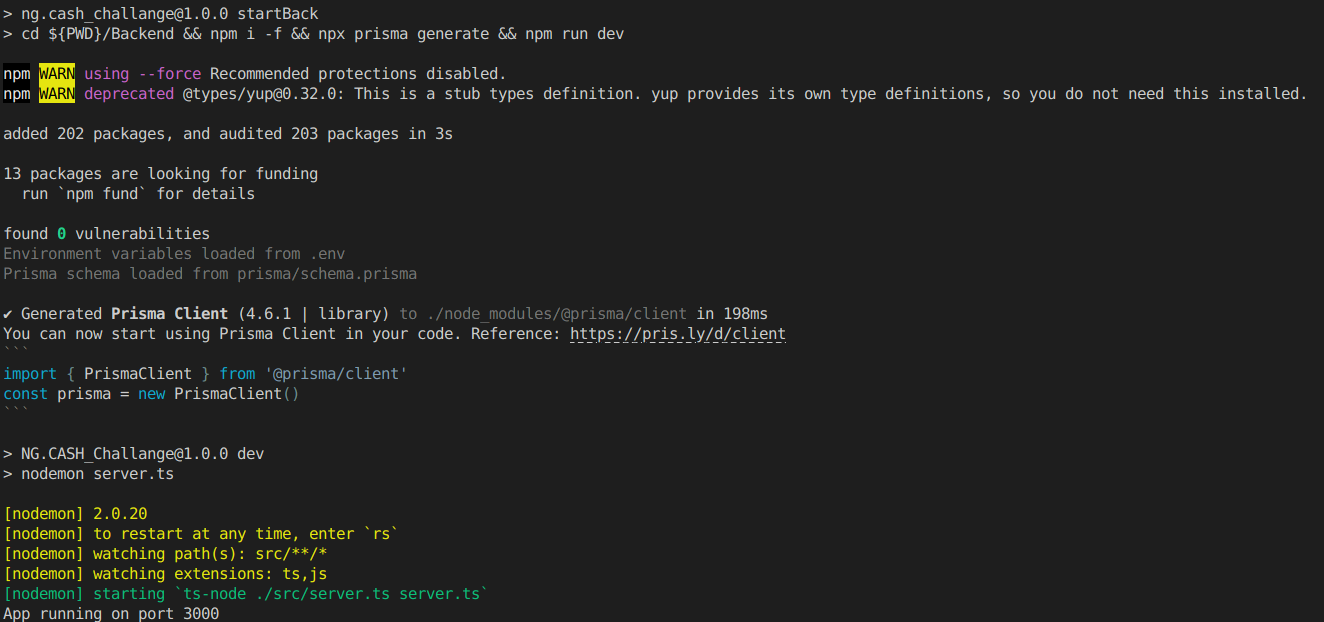 > ng.cash_challange@1.0.0 startBack
> cd ${PWD}/Backend && npm i -f && npx prisma generate && npm run dev
npm WARN using --force Recommended protections disabled.
npm WARN deprecated @types/yup@0.32.0: This is a stub types definition. yup provides its own type definitions, so you do not need this installed.
added 202 packages, and audited 203 packages in 3s
13 packages are looking for funding
  run `npm fund` for details
found 0 vulnerabilities
Environment variables loaded from .env
Prisma schema loaded from prisma/schema.prisma
✔ Generated Prisma Client (4.6.1 | library) to ./node_modules/@prisma/client in 198ms
You can now start using Prisma Client in your code. Reference: https://pris.ly/d/client
```
import { PrismaClient } from '@prisma/client'
const prisma = new PrismaClient()
```
> NG.CASH_Challange@1.0.0 dev
> nodemon server.ts
[nodemon] 2.0.20
[nodemon] to restart at any time, enter `rs`
[nodemon] watching path(s): src/**/*
[nodemon] watching extensions: ts,js
[nodemon] starting `ts-node ./src/server.ts server.ts`
App running on port 3000